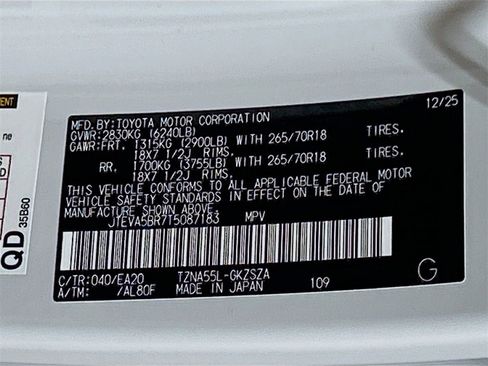 MFD.BY:TOYOTA MOTOR CORPORATION 12/25
GVWR:2830KG (6240LB)
GAWR:FRT. 1315KG (2900LB) WITH 265/70R18 TIRES.
18X7 1/2J RIMS.
RR. 1700KG (3755LB) WITH 265/70R18 TIRES.
18X7 1/2J RIMS.
THIS VEHICLE CONFORMS TO ALL APPLICABLE FEDERAL MOTOR
VEHICLE SAFETY STANDARDS IN EFFECT ON THE DATE OF
MANUFACTURE SHOWN ABOVE.
JTEVA5BR7T5087183 MPV
C/TR:040/EA20 TZNA55L-GKZSZA
A/TM: /AL80F MADE IN JAPAN 109 G
ne
D
QD
35B60